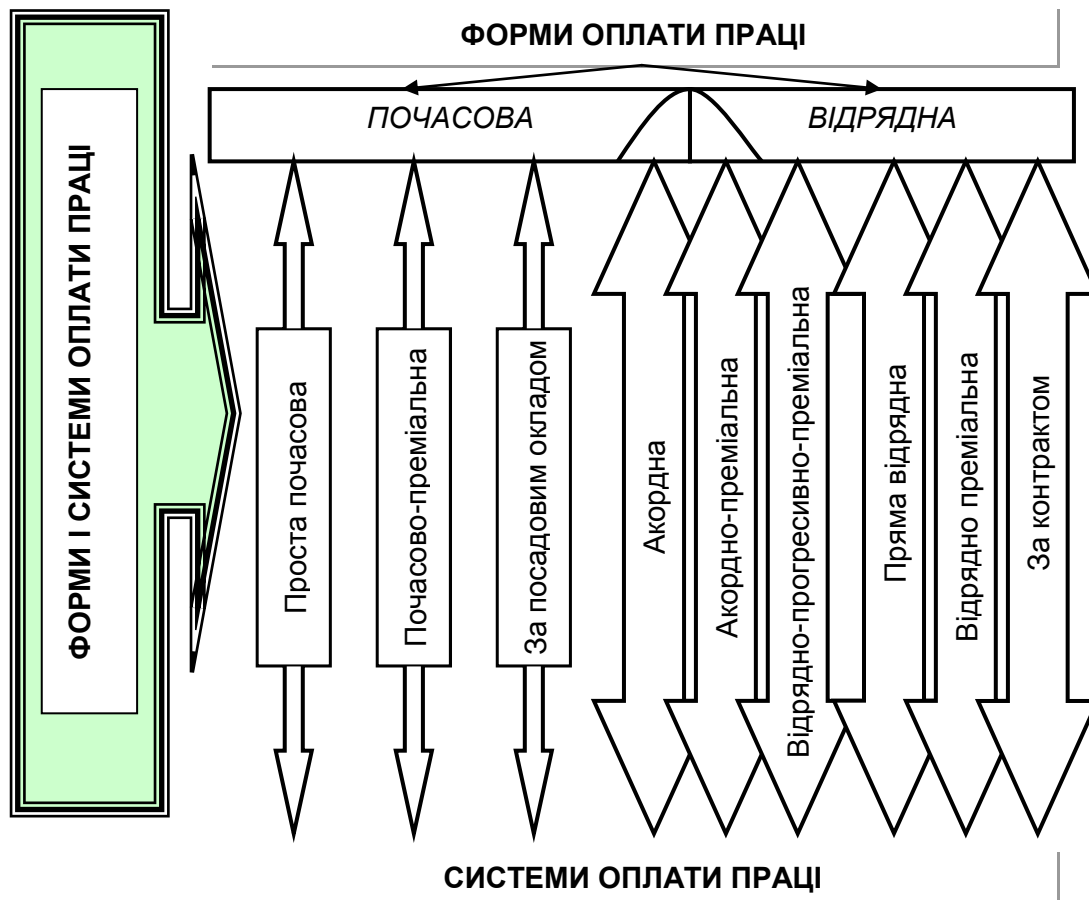 ФОРМИ ОПЛАТИ ПРАЦІ
ПОЧАСОВА
ВІДРЯДНА
ФОРМИ І СИСТЕМИ ОПЛАТИ ПРАЦІ
Проста почасова
Почасово-преміальна
За посадовим окладом
Акордна
Акордно-преміальна
Відрядно-прогресивно-преміальна
Пряма відрядна
Відрядно преміальна
За контрактом
СИСТЕМИ ОПЛАТИ ПРАЦІ